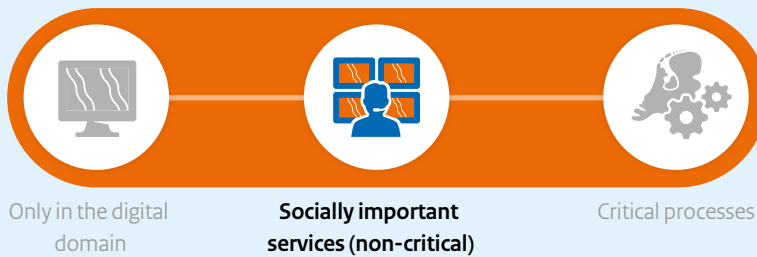 Only in the digital
domain
Socially important
services (non-critical)
Critical processes